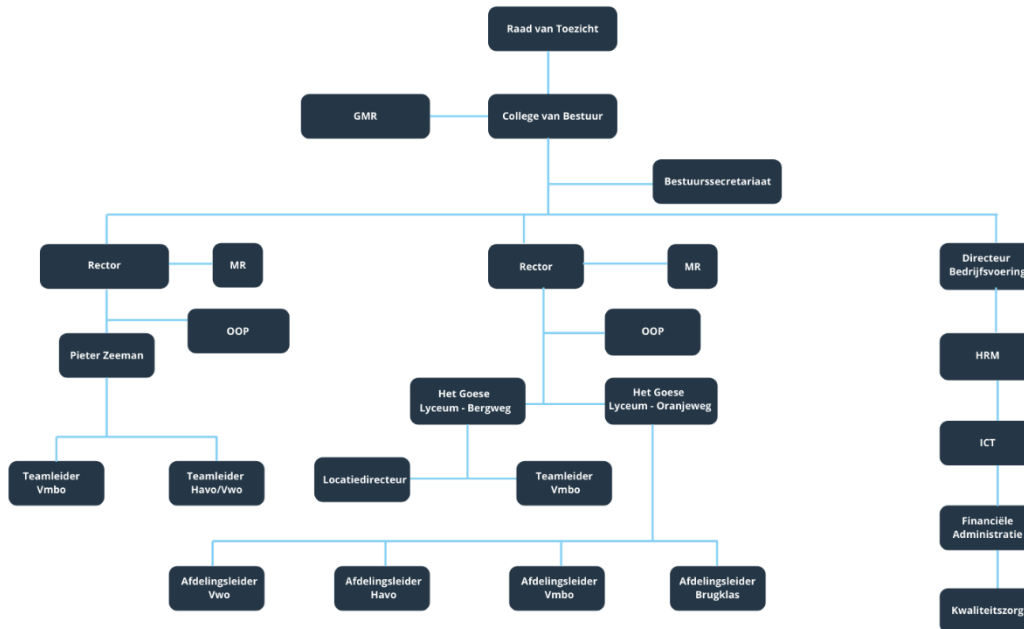 Raad van Toezicht
GMR
College van Bestuur
Bestuurssecretariaat
Rector
MR
Rector
MR
Directeur
Bedrijfsvoering
OOP
OOP
Pieter Zeeman
HRM
Het Goese
Lyceum - Bergweg
Het Goese
Lyceum - Oranjeweg
ICT
Teamleider
Vmbo
Teamleider
Havo/Vwo
Locatiedirecteur
Teamleider
Vmbo
Financiële
Administratie
Afdelingsleider
Vwo
Afdelingsleider
Havo
Afdelingsleider
Vmbo
Afdelingsleider
Brugklas
Kwaliteitszorg